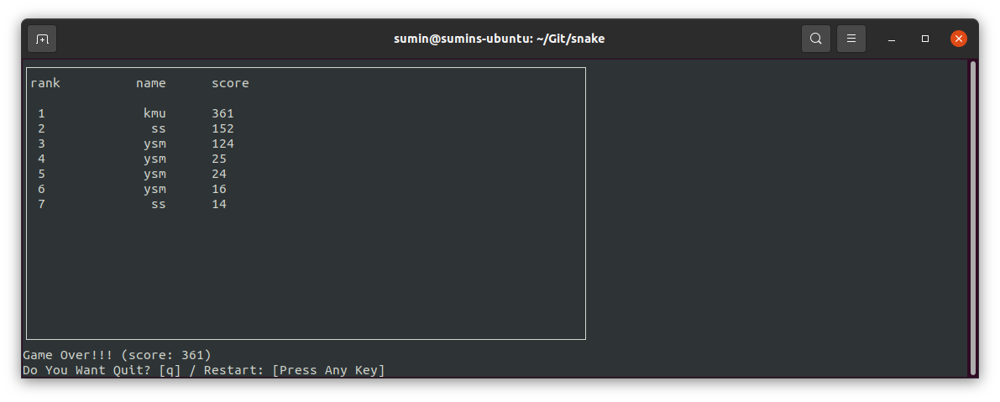 sumin@sumins-ubuntu: ~/Git/snake
rank name score
1 kmu 361
2 ss 152
3 ysm 124
4 ysm 25
5 ysm 24
6 ysm 16
7 ss 14
Game Over!!! (score: 361)
Do You Want Quit? [q] / Restart: [Press Any Key]